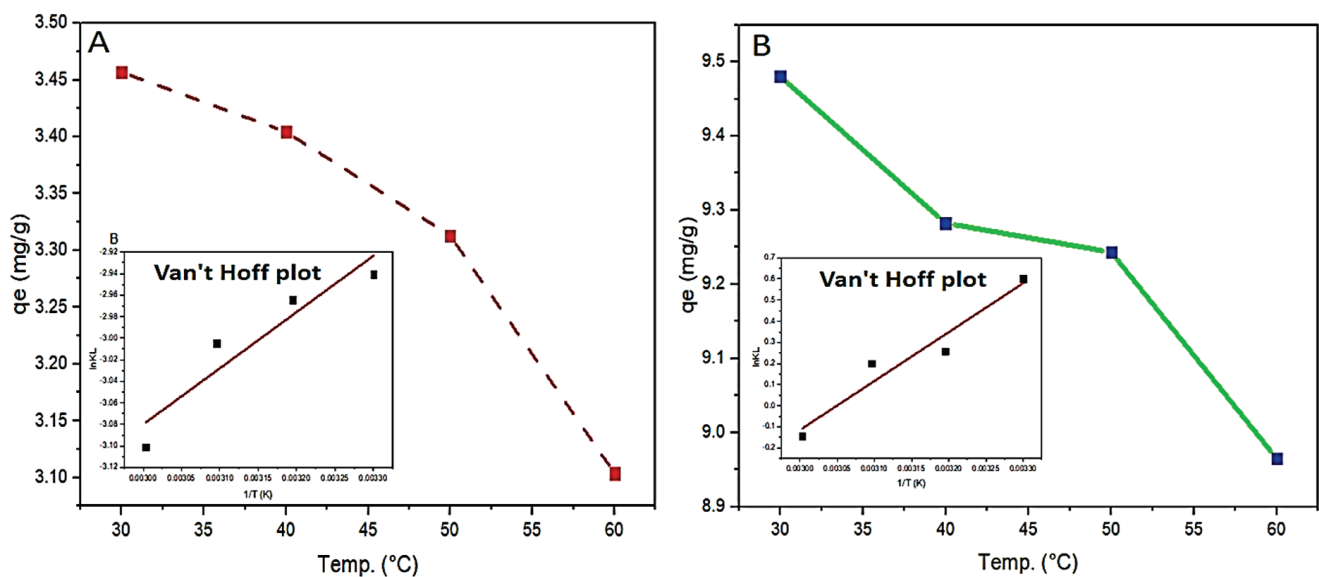 A
3.50
3.45
3.40
3.35
3.30
3.25
3.20
3.15
3.10
qe (mg/g)
30 35 40 45 50 55 60
Temp. (°C)
B
Van't Hoff plot
-2.92
-2.94
-2.96
-2.98
-3.00
-3.02
-3.04
-3.06
-3.08
-3.10
-3.12
lnKL
0.00300 0.00305 0.00310 0.00315 0.00320 0.00325 0.00330
1/T (K)
B
9.5
9.4
9.3
9.2
9.1
9.0
8.9
qe (mg/g)
30 35 40 45 50 55 60
Temp. (°C)
Van't Hoff plot
0.7
0.6
0.5
0.4
0.3
0.2
0.1
0.0
-0.1
-0.2
lnKL
0.00300 0.00305 0.00310 0.00315 0.00320 0.00325 0.00330
1/T (K)